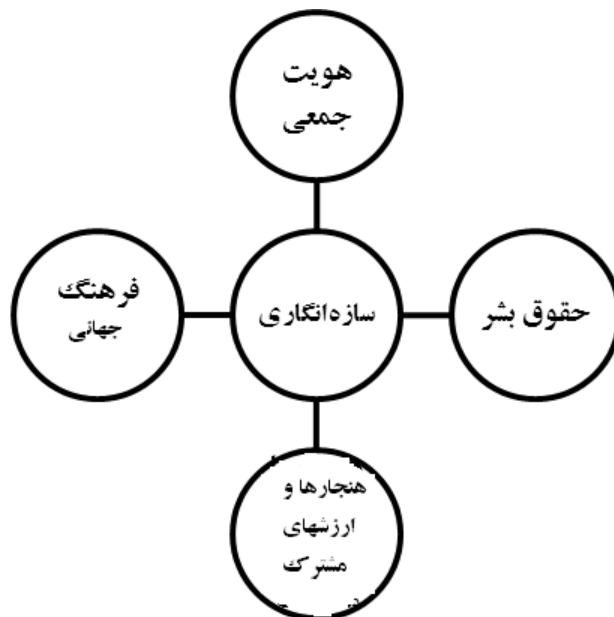 هویت
جمعی
حقوق بشر
سازه‌انگاری
فرهنگ
جهانی
هنجارها و
ارزشهای
مشترک